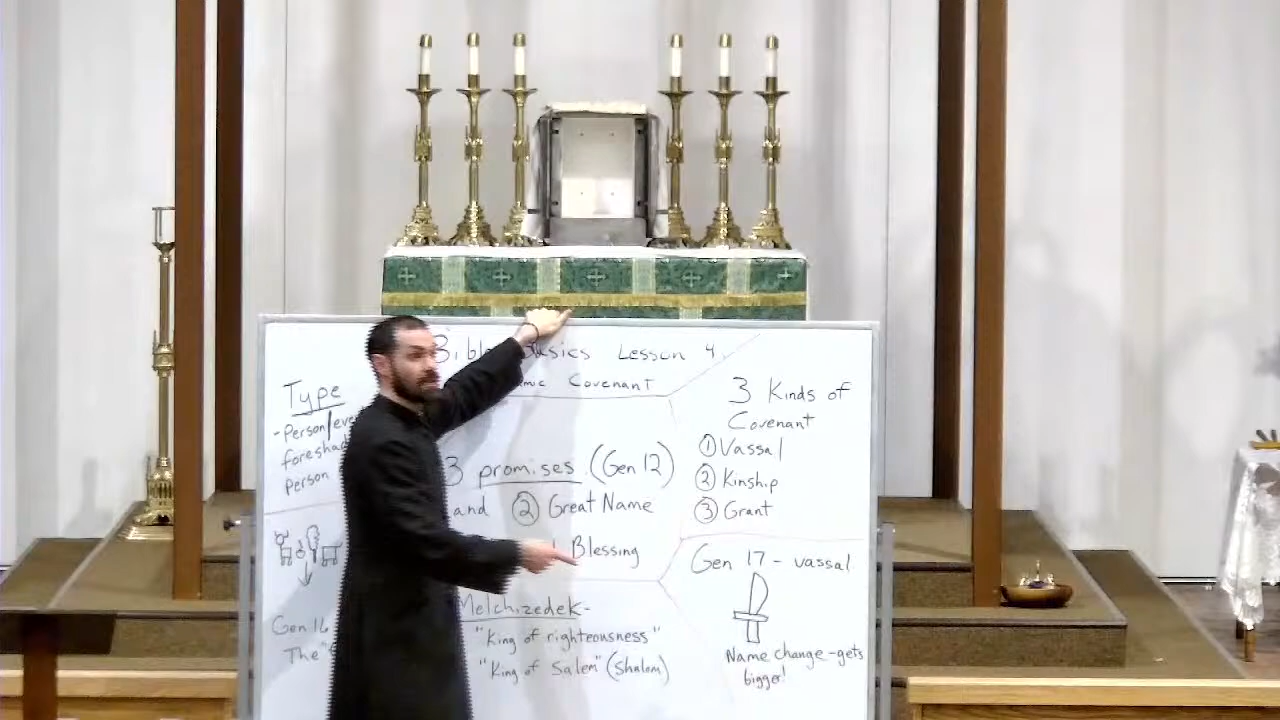 Bible Basics Lesson 4
Covenant
Type
- Person/
person
3 promises (Gen 12)
and ② Great Name
Blessing
3 Kinds of
Covenant
① Vassal
② Kinship
③ Grant
Gen 16
The
Melchizedek-
"King of righteousness"
"King of Salem" (Shalom)
Gen 17 - vassal
Name change - gets
bigger!